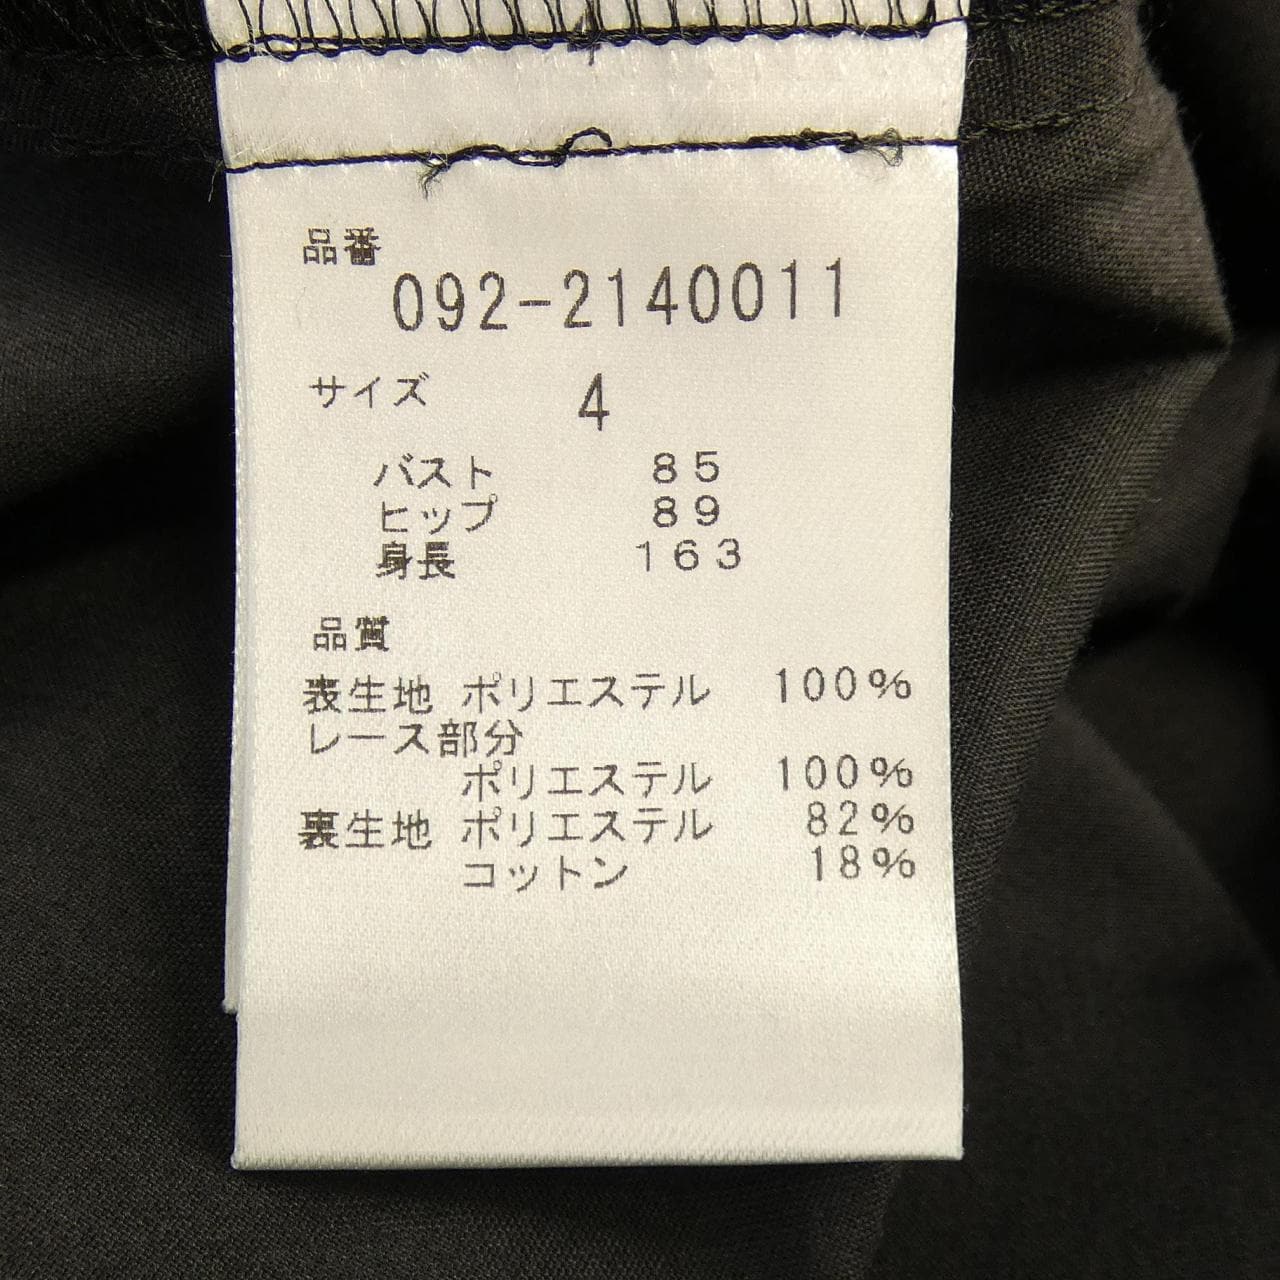 品番
092-2140011
サイズ 4
バスト 85
ヒップ 89
身長 163
品質
表生地 ポリエステル 100%
レース部分
ポリエステル 100%
裏生地 ポリエステル 82%
コットン 18%